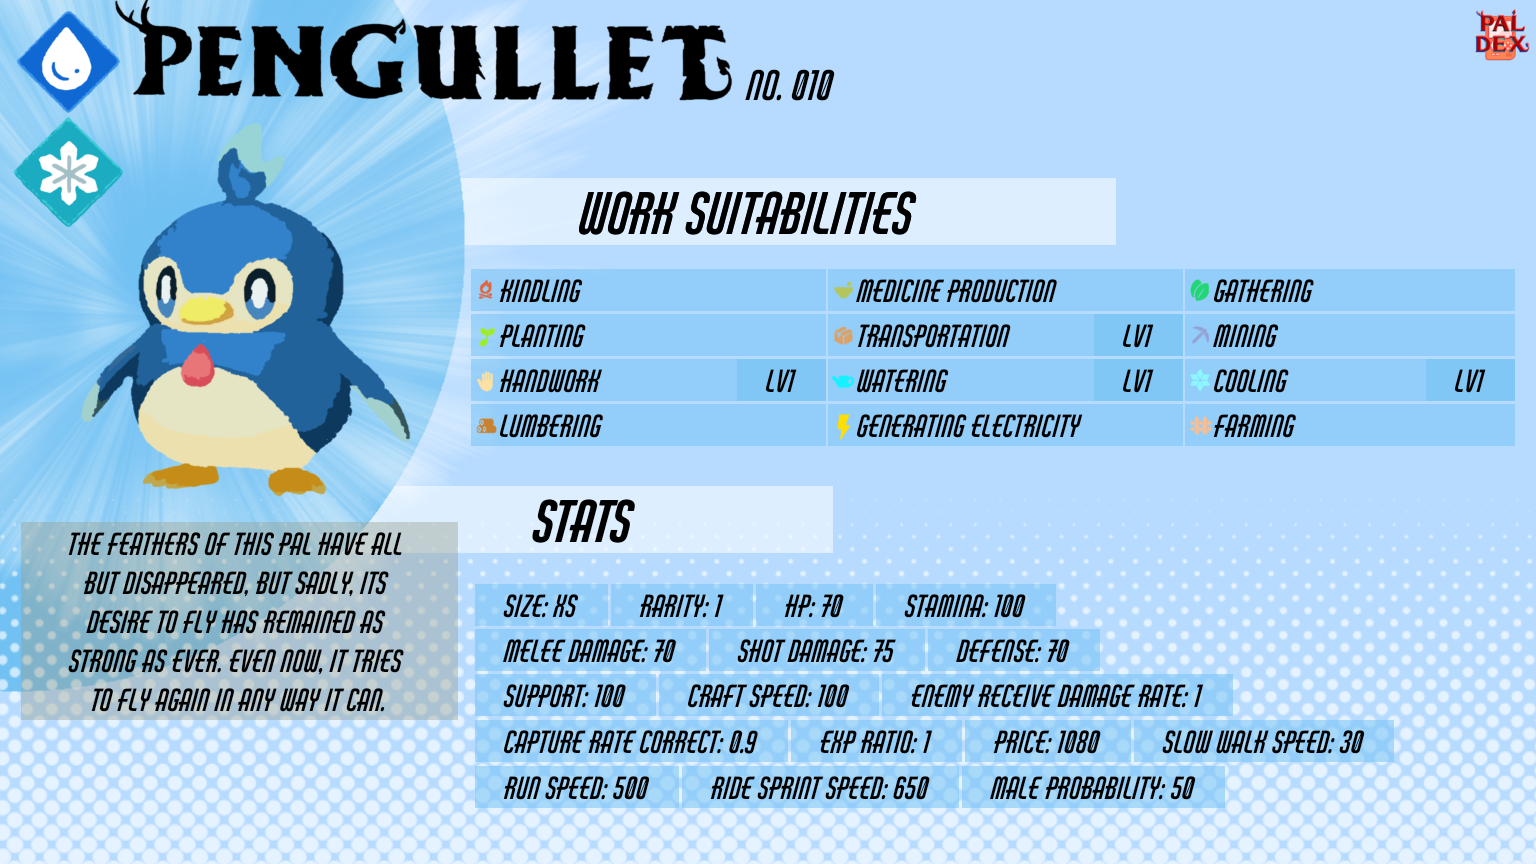 PENGULLET NO. 010
PAL
DEX
WORK SUITABILITIES
KINDLING
MEDICINE PRODUCTION
GATHERING
PLANTING
TRANSPORTATION LV1
MINING
HANDWORK LV1
WATERING LV1
COOLING LV1
LUMBERING
GENERATING ELECTRICITY
FARMING
THE FEATHERS OF THIS PAL HAVE ALL
BUT DISAPPEARED, BUT SADLY, ITS
DESIRE TO FLY HAS REMAINED AS
STRONG AS EVER. EVEN NOW, IT TRIES
TO FLY AGAIN IN ANY WAY IT CAN.
STATS
SIZE: XS
RARITY: 1
HP: 70
STAMINA: 100
MELEE DAMAGE: 70
SHOT DAMAGE: 75
DEFENSE: 70
SUPPORT: 100
CRAFT SPEED: 100
ENEMY RECEIVE DAMAGE RATE: 1
CAPTURE RATE CORRECT: 0.9
EXP RATIO: 1
PRICE: 1080
SLOW WALK SPEED: 30
RUN SPEED: 500
RIDE SPRINT SPEED: 650
MALE PROBABILITY: 50